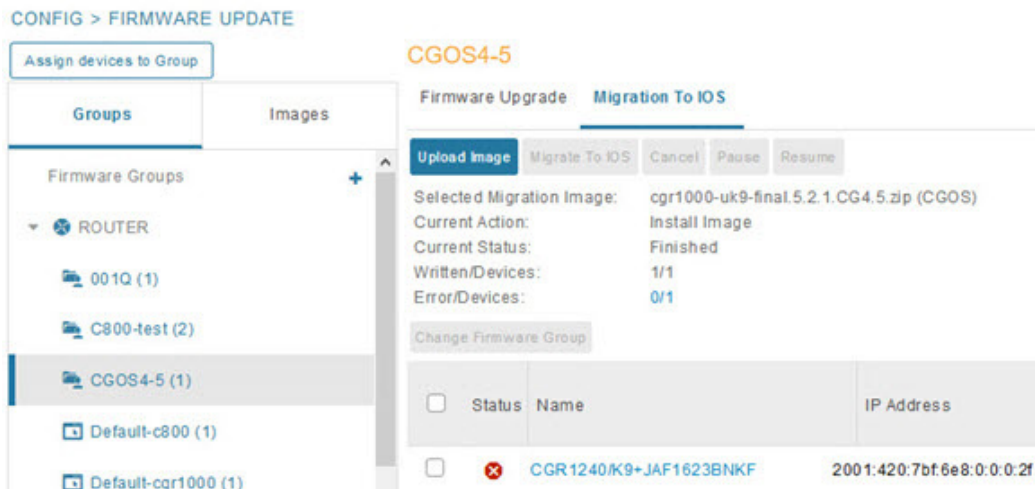 CONFIG > FIRMWARE UPDATE
Assign devices to Group
Groups
Images
Firmware Groups
+
ROUTER
001Q (1)
C800-test (2)
CGOS4-5 (1)
Default-c800 (1)
Default-cgr1000 (1)
CGOS4-5
Firmware Upgrade
Migration To IOS
Upload Image
Migrate To IOS
Cancel
Pause
Resume
Selected Migration Image: cgr1000-uk9-final.5.2.1.CG4.5.zip (CGOS)
Current Action: Install Image
Current Status: Finished
Written/Devices: 1/1
Error/Devices: 0/1
Change Firmware Group
Status Name IP Address
CGR1240/K9+JAF1623BNKF 2001:420:7bf:6e8:0:0:0:2f